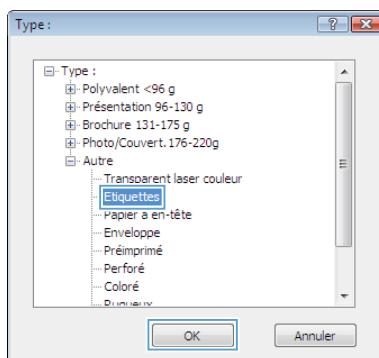 Type :
Type :
Polyvalent <96 g
Présentation 96-130 g
Brochure 131-175 g
Photo/Couvert. 176-220g
Autre
Transparent laser couleur
Etiquettes
Papier à en-tête
Enveloppe
Préimprimé
Perforé
Coloré
Rugueux
OK
Annuler